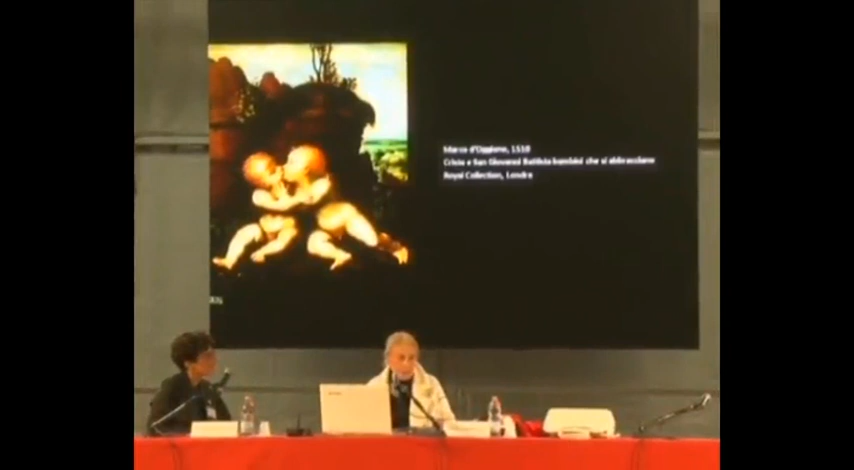 Marco d'Oggiono, 1510
Cristo e San Giovanni Battista bambini che si abbracciano
Royal Collection, Londra